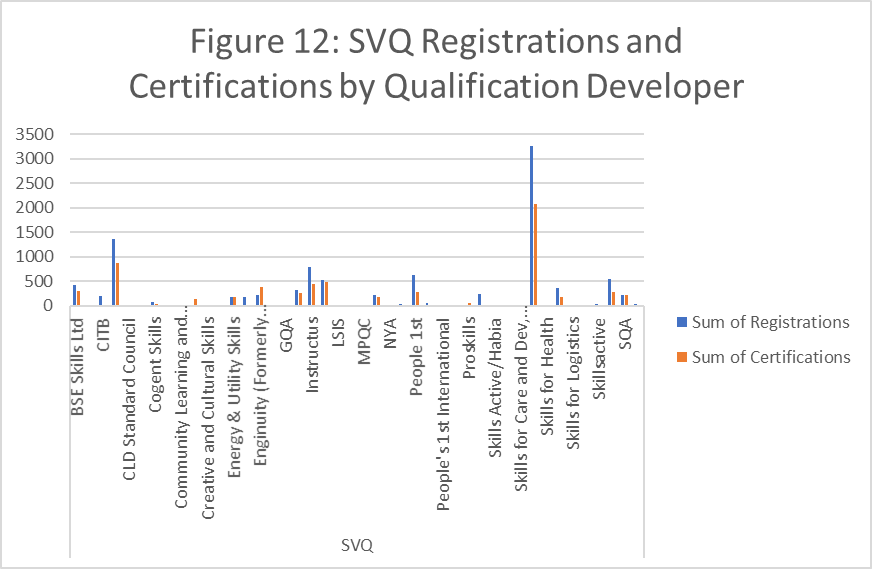 Figure 12: SVQ Registrations and
Certifications by Qualification Developer
3500
3000
2500
2000
1500
1000
500
0
BSE Skills Ltd
CITB
CLD Standard Council
Cogent Skills
Community Learning and...
Creative and Cultural Skills
Energy & Utility Skills
Enginuity (Formerly...
GQA
Instructus
LSIS
MPQC
NYA
People 1st
People's 1st International
Proskills
Skills Active/Habia
Skills for Care and Dev,...
Skills for Health
Skills for Logistics
Skillsactive
SQA
SVQ
Sum of Registrations
Sum of Certifications